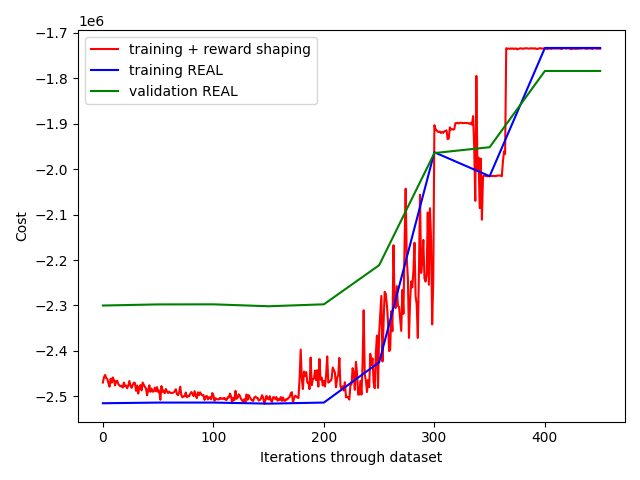 1e6
training + reward shaping
training REAL
validation REAL
−1.7
−1.8
−1.9
−2.0
−2.1
−2.2
−2.3
−2.4
−2.5
Cost
0 100 200 300 400
Iterations through dataset